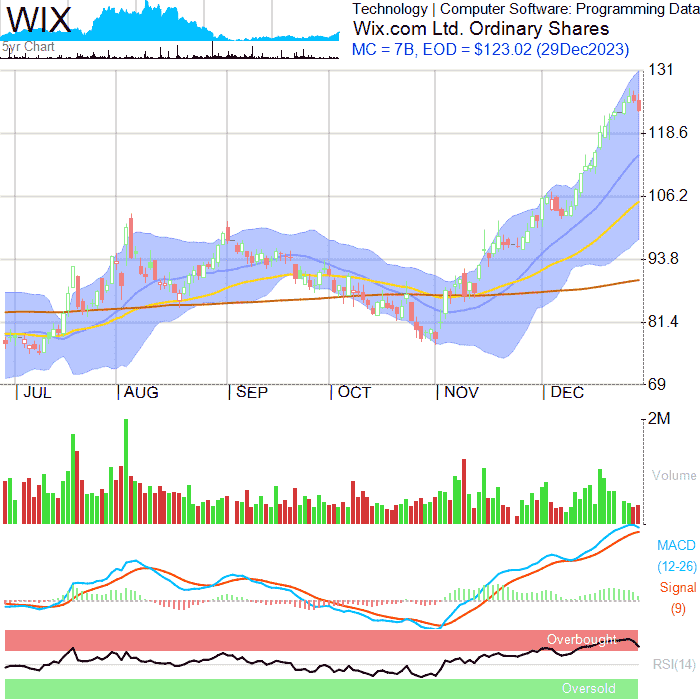 WIX
5yr Chart
Technology | Computer Software: Programming Data
Wix.com Ltd. Ordinary Shares
MC = 7B, EOD = $123.02 (29Dec2023)
131
118.6
106.2
93.8
81.4
69
JUL AUG SEP OCT NOV DEC
2M
Volume
MACD
(12-26)
Signal
(9)
Overbought
RSI(14)
Oversold